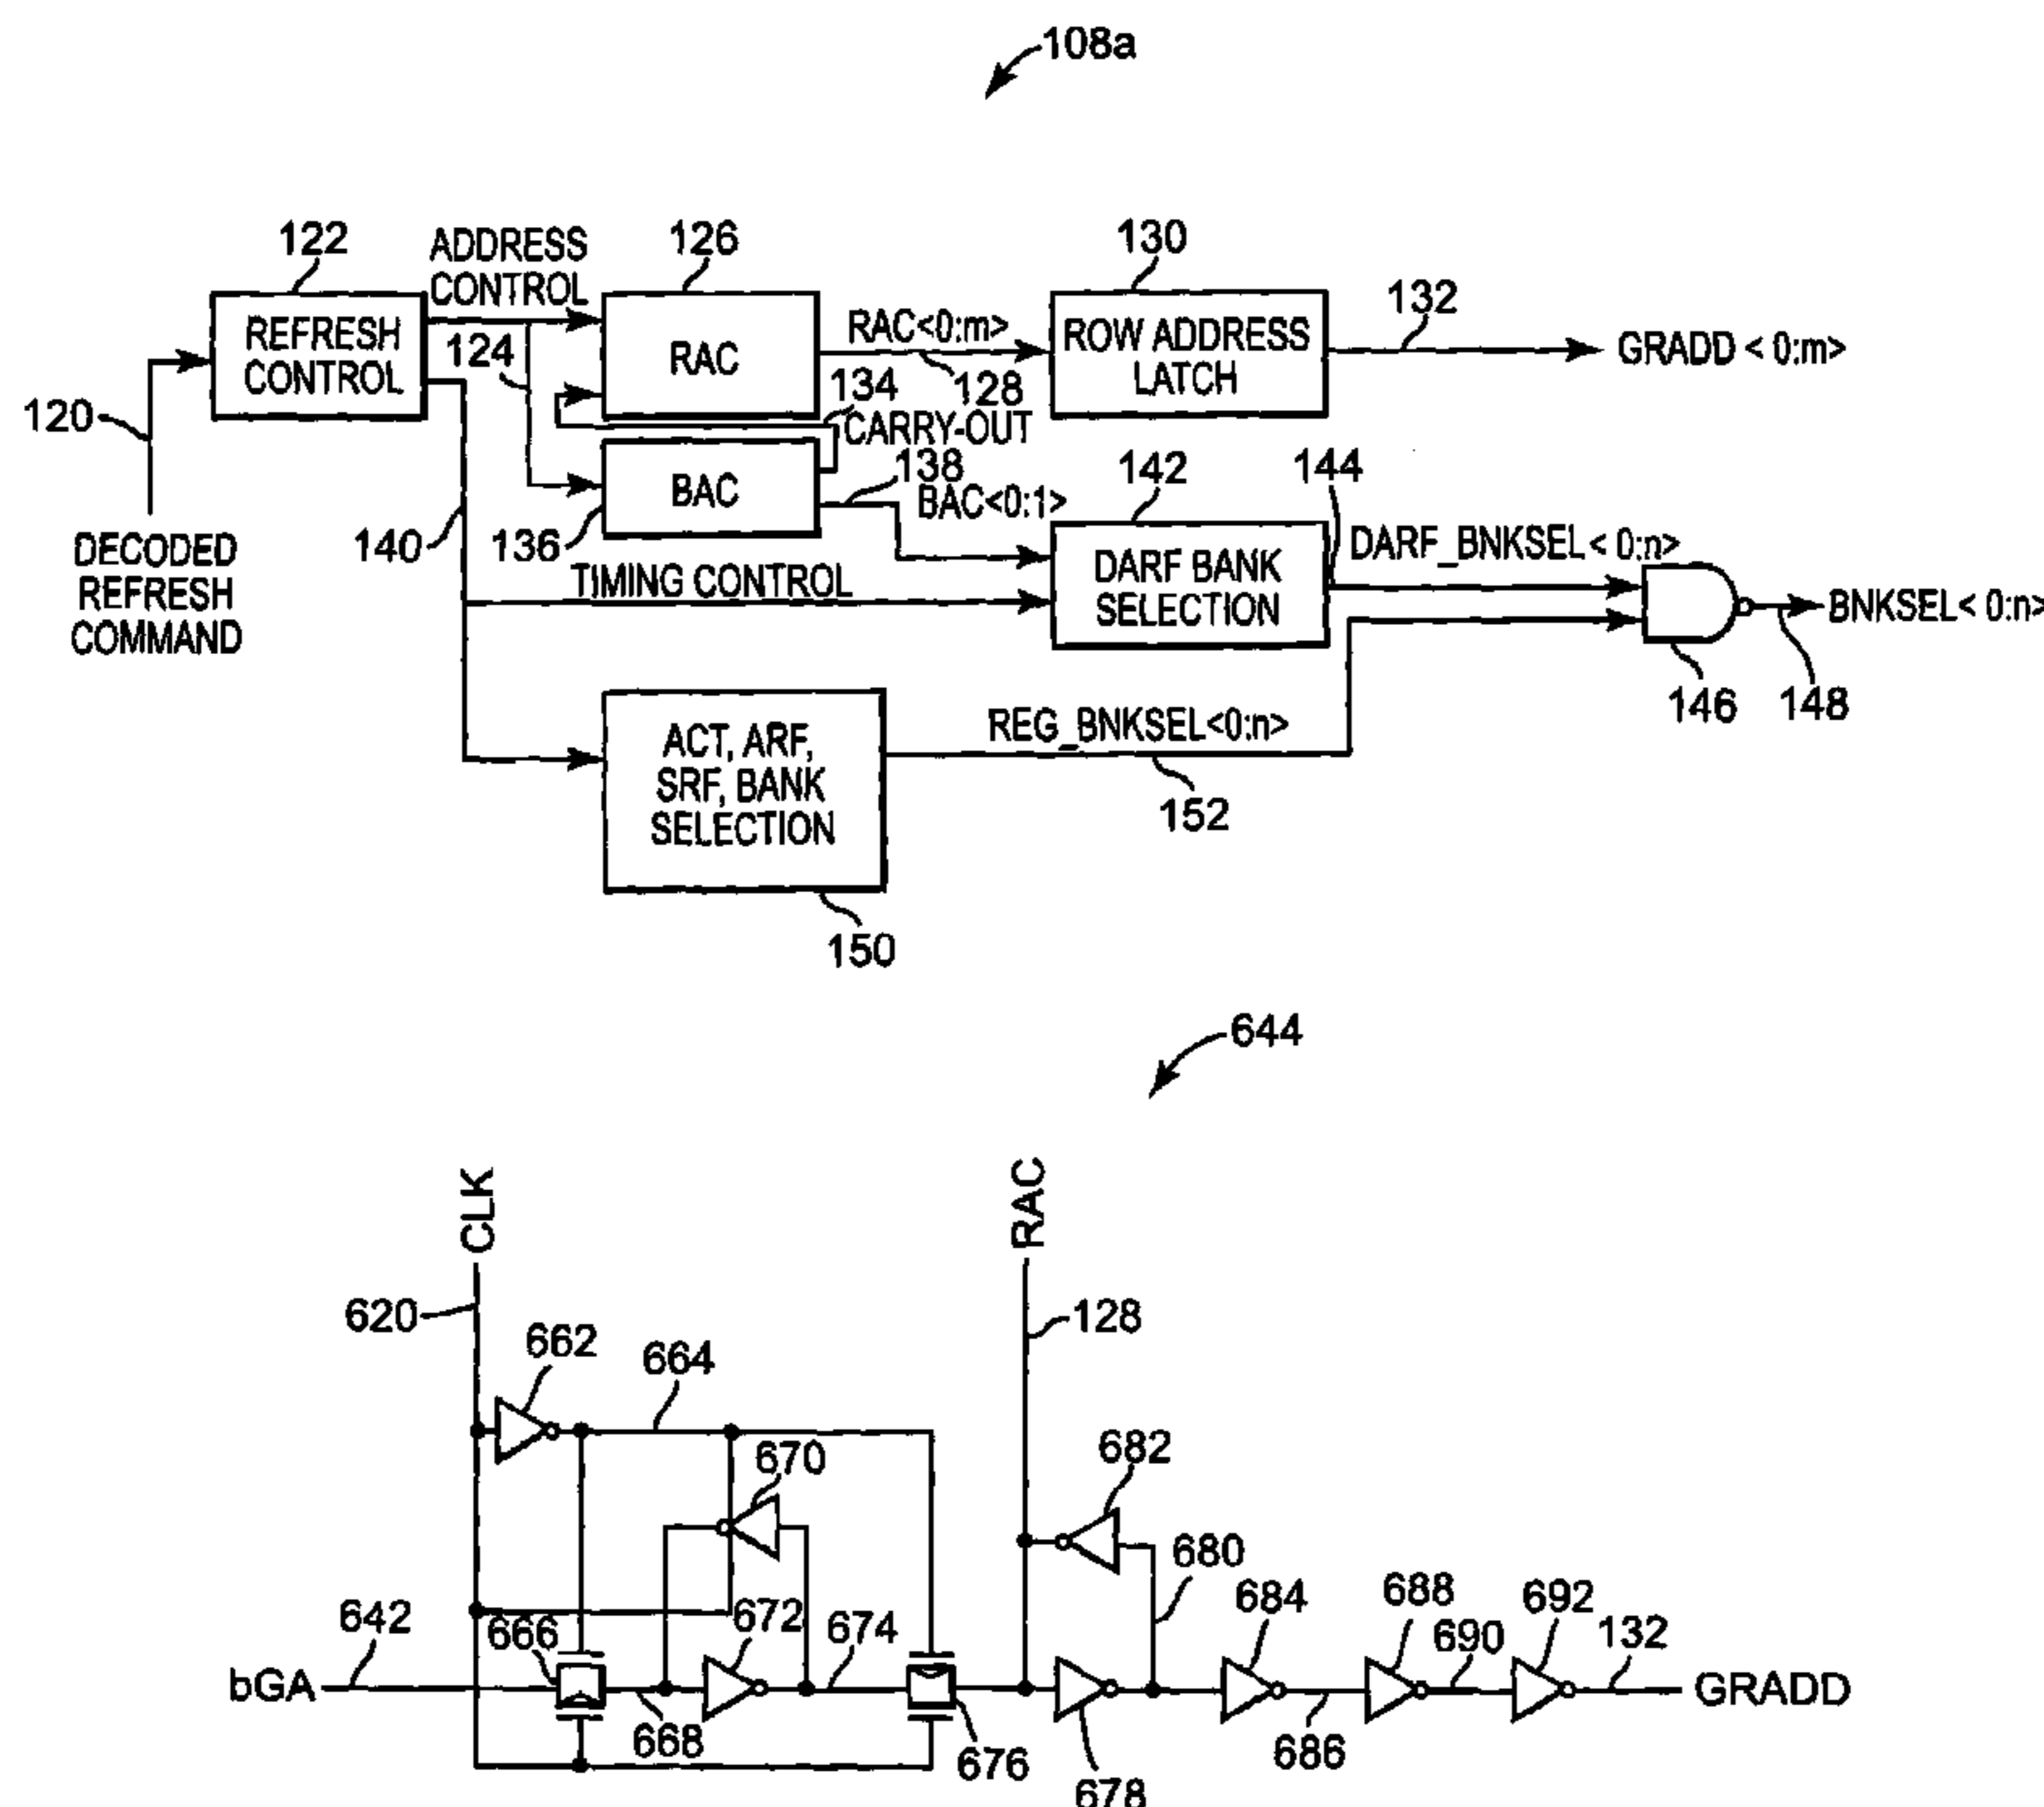 108a
122
ADDRESS
CONTROL
126
130
132
REFRESH
CONTROL
124
RAC
RAC<0:m>
128
ROW ADDRESS
LATCH
GRADD < 0:m>
120
134
CARRY-OUT
138
BAC<0:1>
142
144
DECODED
REFRESH
COMMAND
140
136
BAC
TIMING CONTROL
DARF BANK
SELECTION
DARF_BNKSEL< 0:n>
BNKSEL< 0:n>
146
148
ACT, ARF,
SRF, BANK
SELECTION
REG_BNKSEL<0:n>
152
150
644
CLK
RAC
620
128
662
664
670
682
680
642
666
672
674
684
688
690
692
132
bGA
668
676
678
686
GRADD